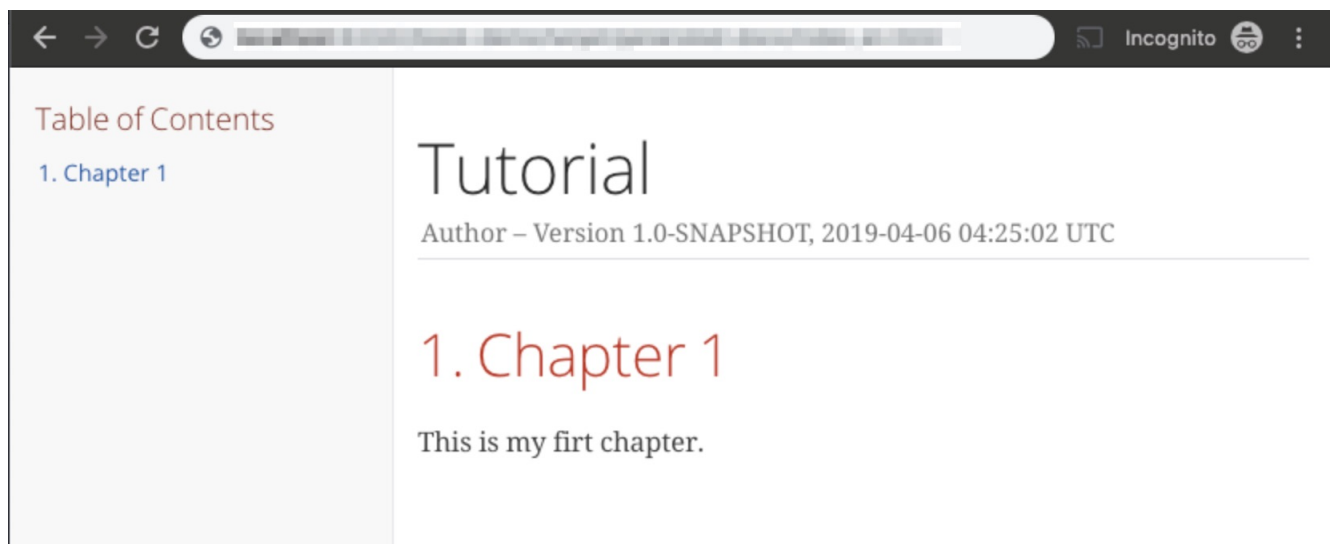 Incognito
Table of Contents
1. Chapter 1
Tutorial
Author – Version 1.0-SNAPSHOT, 2019-04-06 04:25:02 UTC
1. Chapter 1
This is my firt chapter.